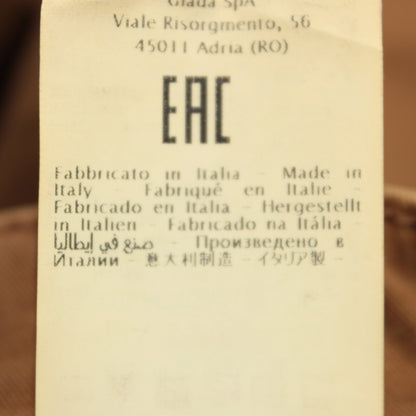 Giada SpA
Viale Risorgmento, 56
45011 Adria (RO)
EAC
Fabbricato in Italia - Made in
Italy - Fabriqué en Italie -
Fabricado en Italia - Hergestellt
in Italien - Fabricado na Itália -
صنع في إيطاليا - Произведено в
Италии - 意大利制造 - イタリア製 -